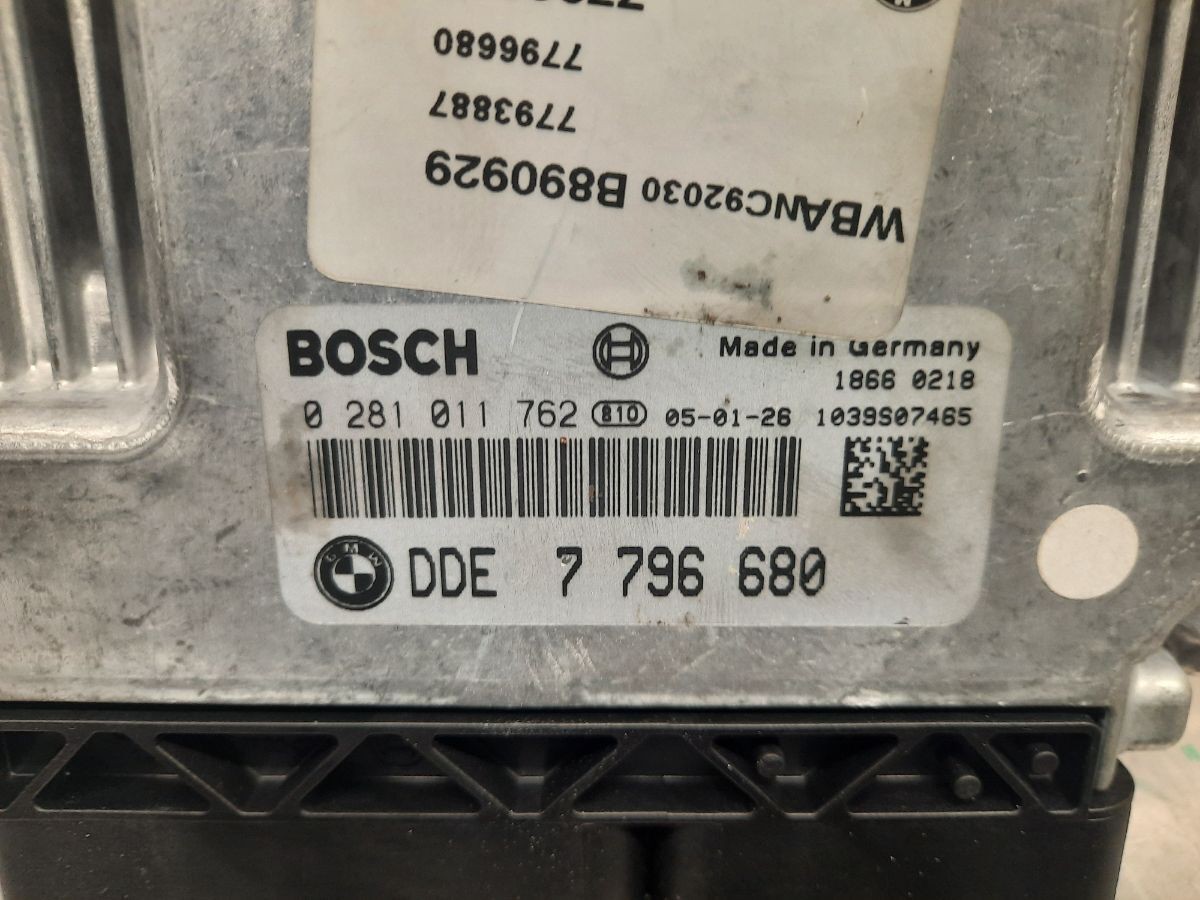 7796680
7793887
WBANC92030 B890929
BOSCH Made in Germany
1866 0218
0 281 011 762 810 05-01-26 1039S07465
BMW DDE 7 796 680